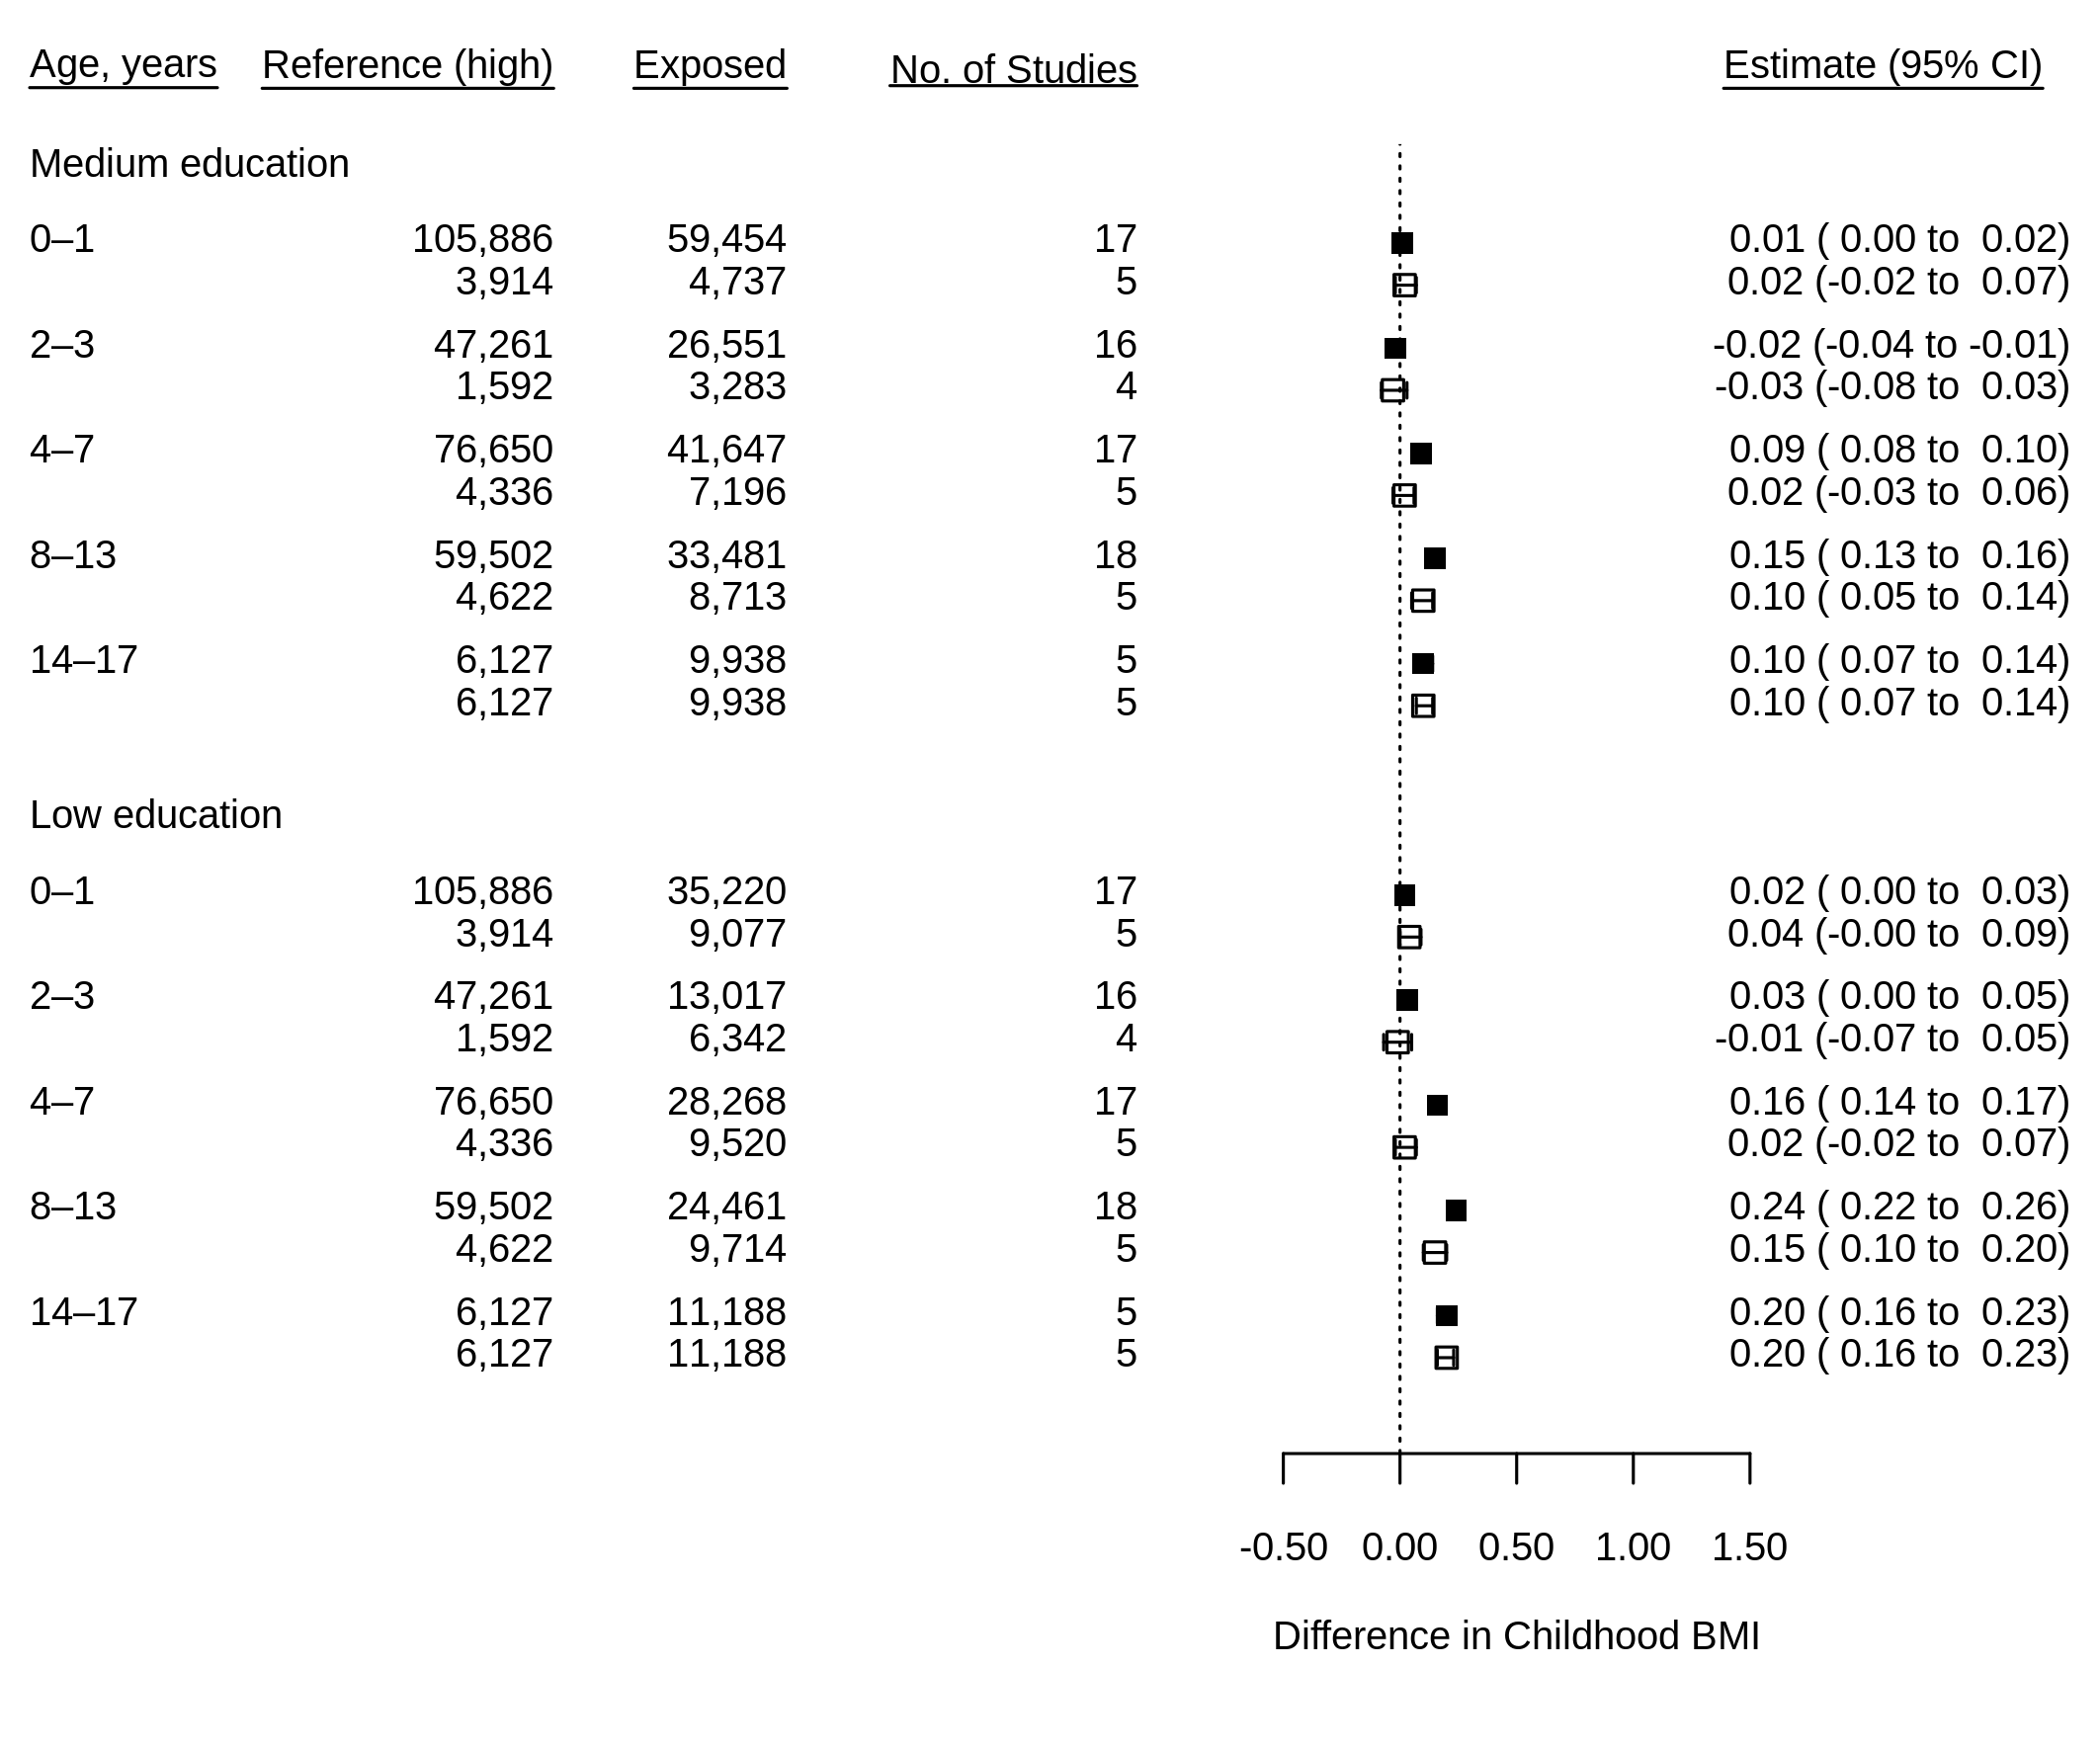 Age, years Reference (high) Exposed No. of Studies Estimate (95% CI)
Medium education
0–1 105,886 59,454 17 0.01 ( 0.00 to 0.02)
3,914 4,737 5 0.02 (-0.02 to 0.07)
2–3 47,261 26,551 16 -0.02 (-0.04 to -0.01)
1,592 3,283 4 -0.03 (-0.08 to 0.03)
4–7 76,650 41,647 17 0.09 ( 0.08 to 0.10)
4,336 7,196 5 0.02 (-0.03 to 0.06)
8–13 59,502 33,481 18 0.15 ( 0.13 to 0.16)
4,622 8,713 5 0.10 ( 0.05 to 0.14)
14–17 6,127 9,938 5 0.10 ( 0.07 to 0.14)
6,127 9,938 5 0.10 ( 0.07 to 0.14)
Low education
0–1 105,886 35,220 17 0.02 ( 0.00 to 0.03)
3,914 9,077 5 0.04 (-0.00 to 0.09)
2–3 47,261 13,017 16 0.03 ( 0.00 to 0.05)
1,592 6,342 4 -0.01 (-0.07 to 0.05)
4–7 76,650 28,268 17 0.16 ( 0.14 to 0.17)
4,336 9,520 5 0.02 (-0.02 to 0.07)
8–13 59,502 24,461 18 0.24 ( 0.22 to 0.26)
4,622 9,714 5 0.15 ( 0.10 to 0.20)
14–17 6,127 11,188 5 0.20 ( 0.16 to 0.23)
6,127 11,188 5 0.20 ( 0.16 to 0.23)
-0.50 0.00 0.50 1.00 1.50
Difference in Childhood BMI